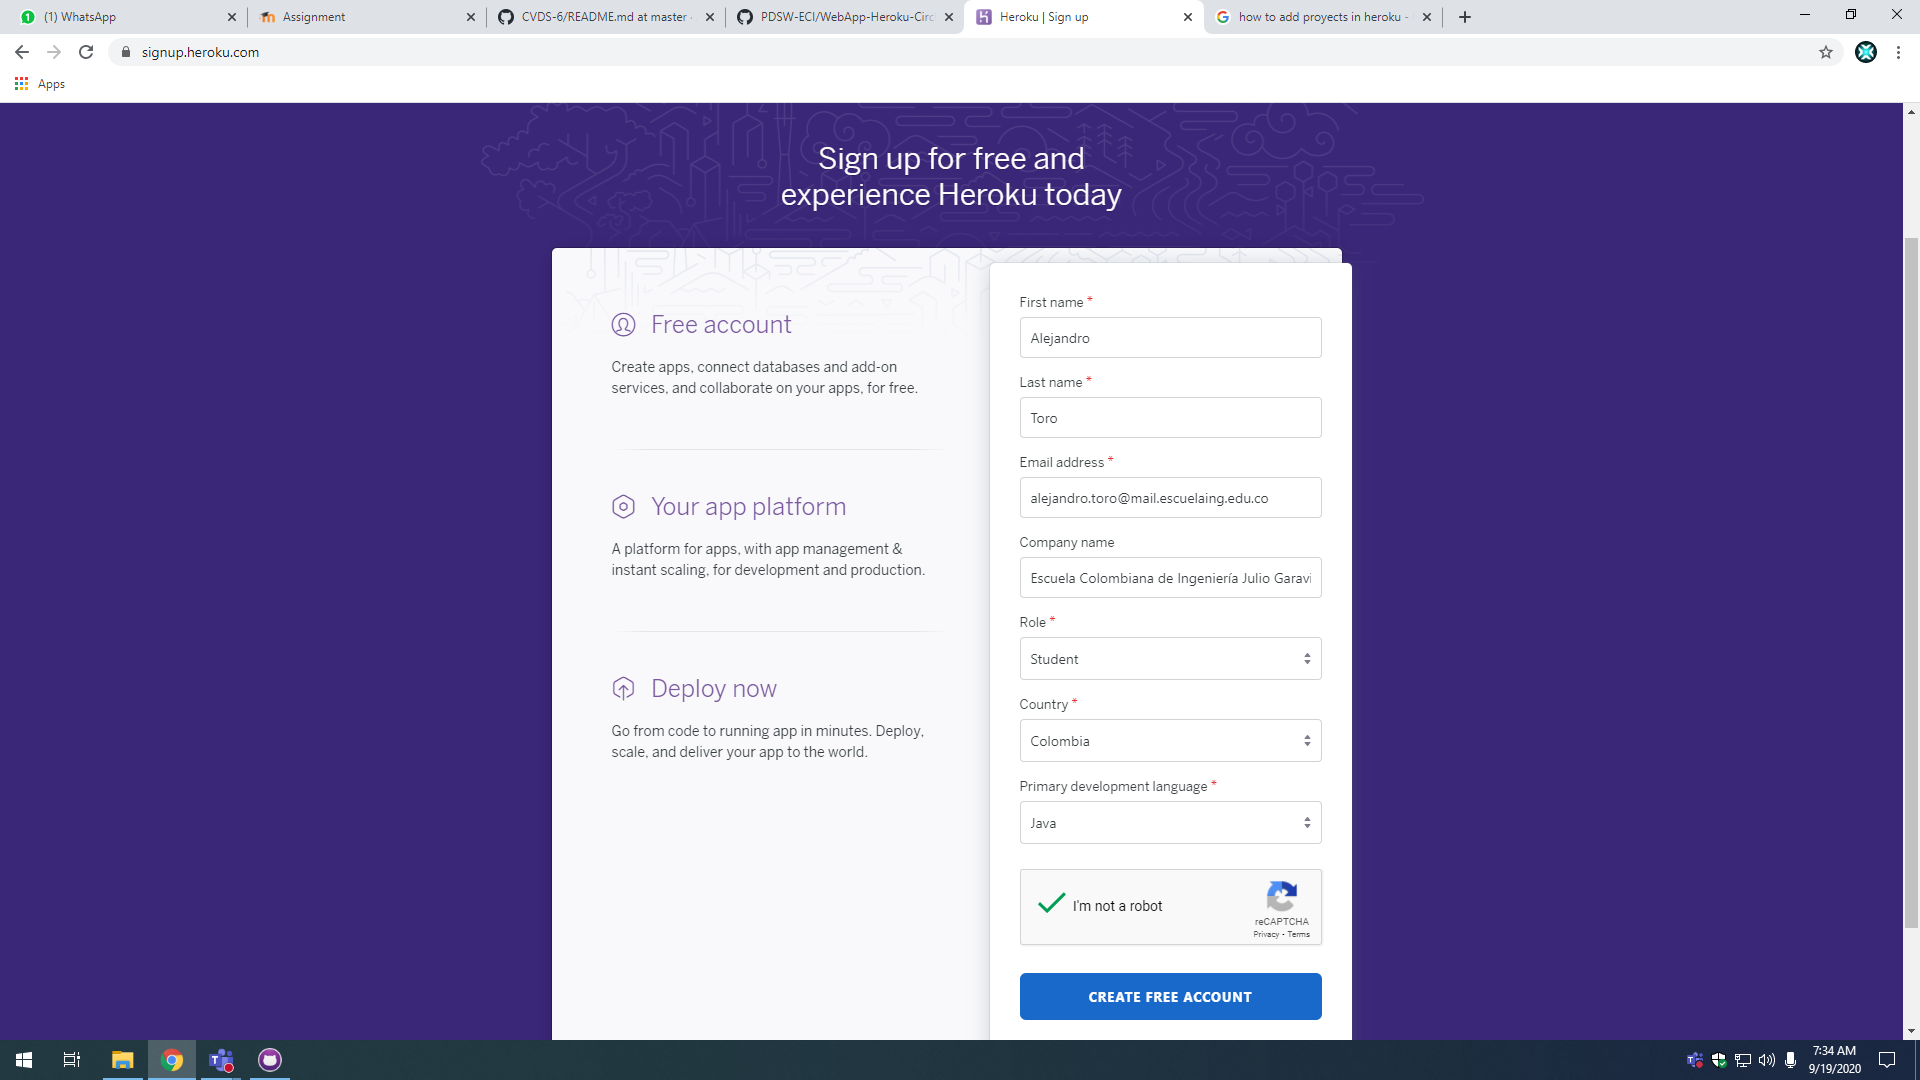 (1) WhatsApp
Assignment
CVDS-6/README.md at master
PDSW-ECI/WebApp-Heroku-Circ
Heroku | Sign up
how to add proyects in heroku -
signup.heroku.com
Apps
Sign up for free and
experience Heroku today
Free account
Create apps, connect databases and add-on
services, and collaborate on your apps, for free.
Your app platform
A platform for apps, with app management &
instant scaling, for development and production.
Deploy now
Go from code to running app in minutes. Deploy,
scale, and deliver your app to the world.
First name *
Alejandro
Last name *
Toro
Email address *
alejandro.toro@mail.escuelaing.edu.co
Company name
Escuela Colombiana de Ingeniería Julio Garavi
Role *
Student
Country *
Colombia
Primary development language *
Java
I'm not a robot
reCAPTCHA
Privacy - Terms
CREATE FREE ACCOUNT
7:34 AM
9/19/2020